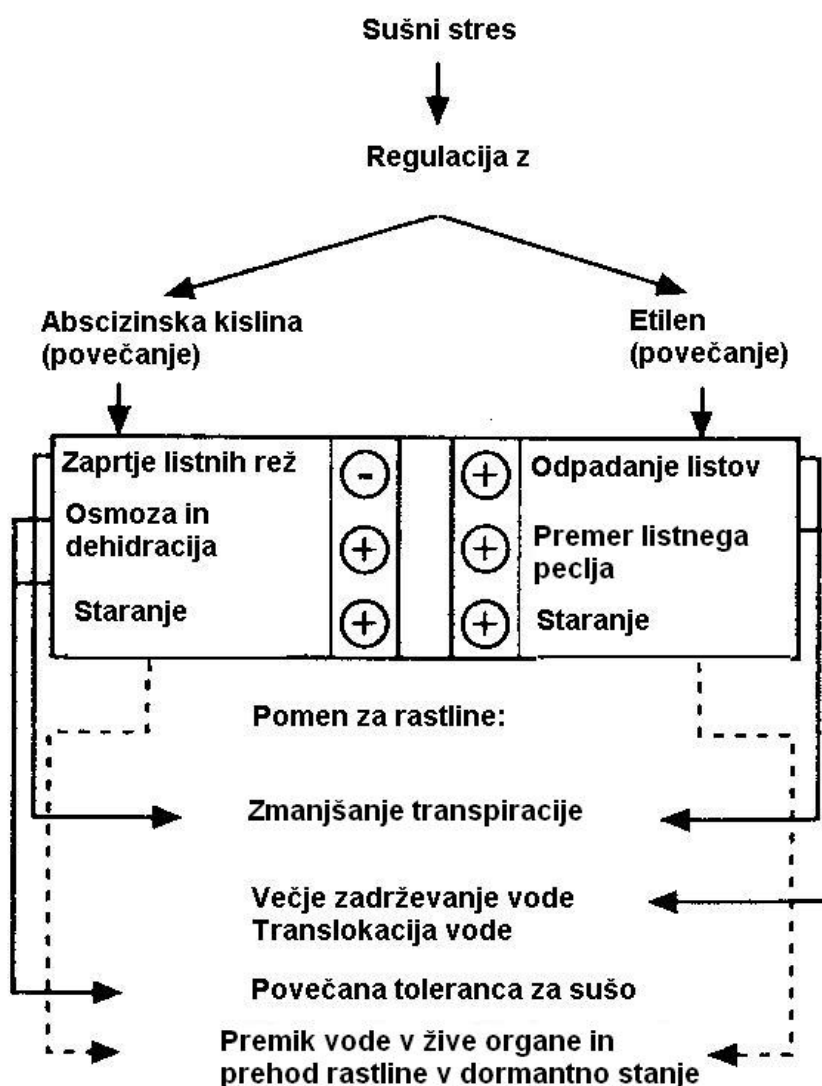 Sušni stres
Regulacija z
Abscizinska kislina
(povečanje)
Etilen
(povečanje)
Zaprtje listnih rež
-
+
Odpadanje listov
Osmoza in
dehidracija
+
+
Premer listnega
peclja
Staranje
+
+
Staranje
Pomen za rastline:
Zmanjšanje transpiracije
Večje zadrževanje vode
Translokacija vode
Povečana toleranca za sušo
Premik vode v žive organe in
prehod rastline v dormantno stanje